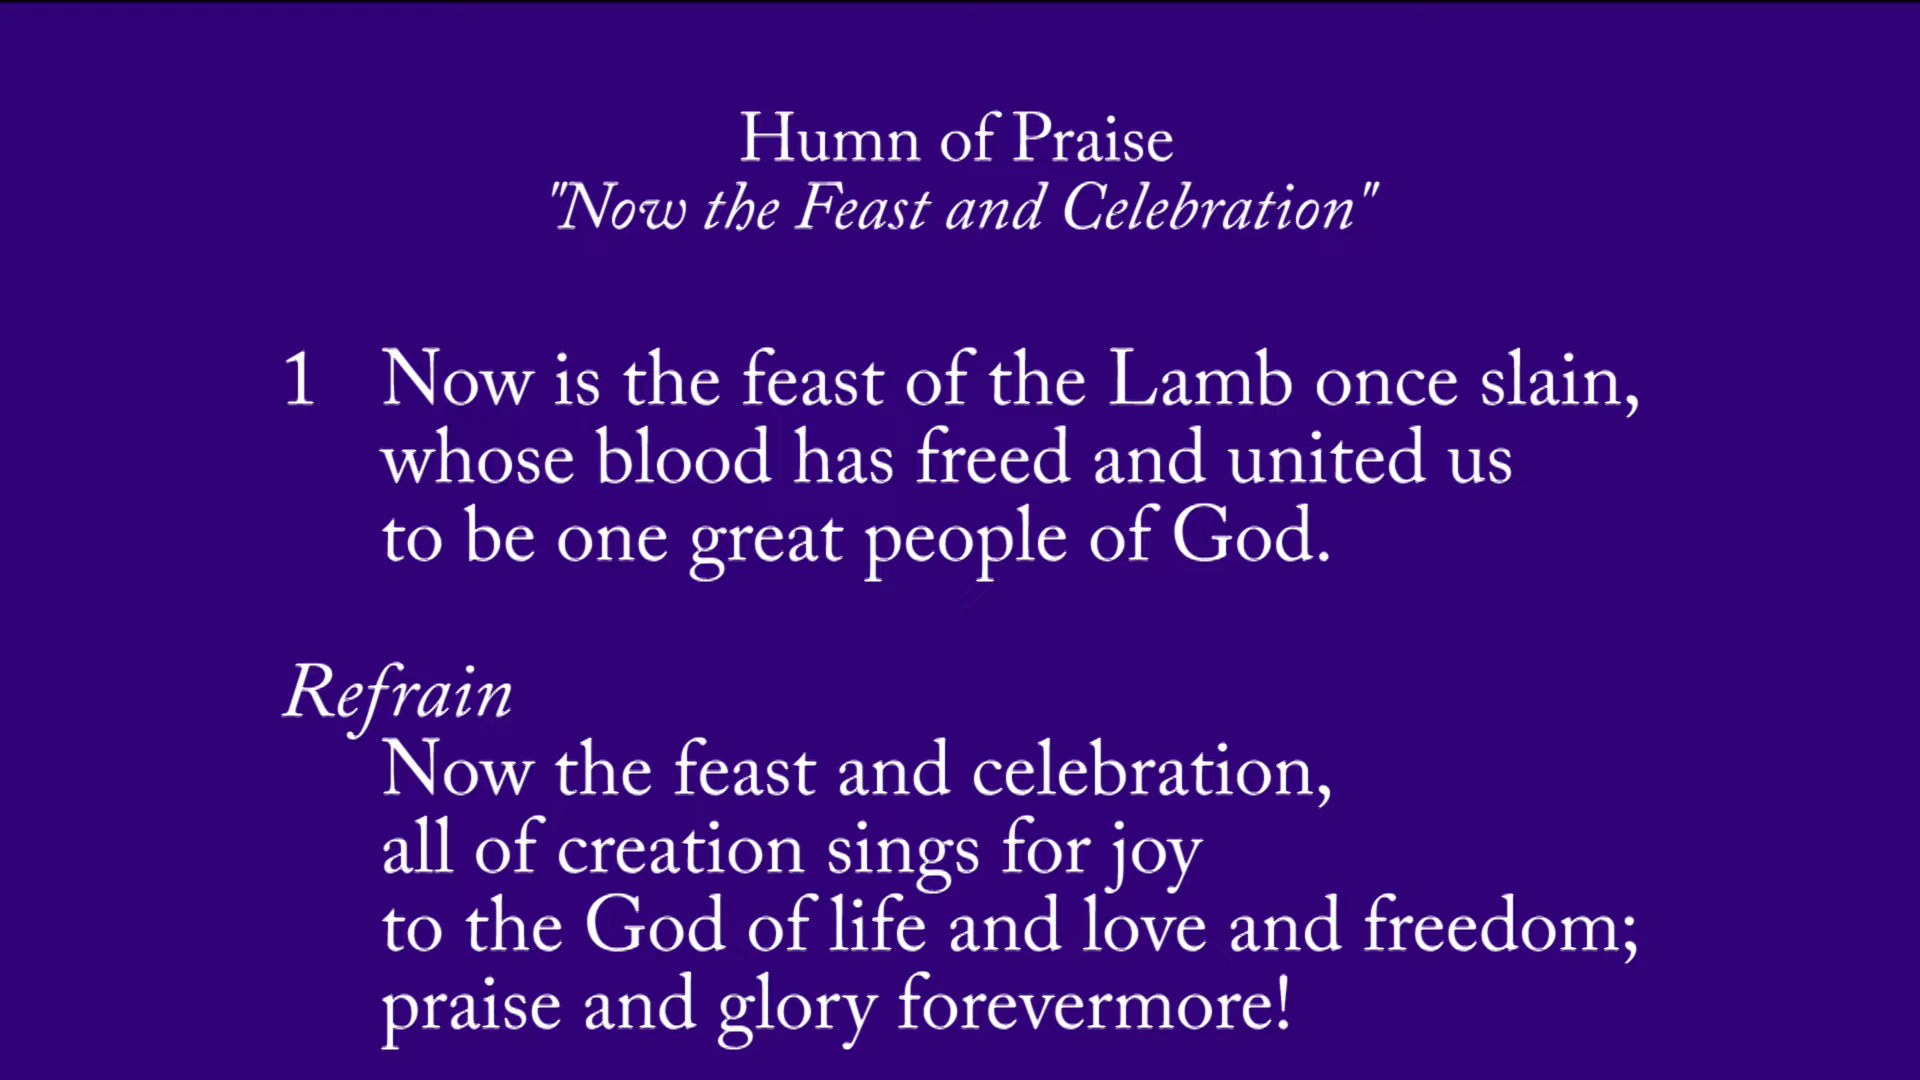 Humn of Praise
"Now the Feast and Celebration"
1 Now is the feast of the Lamb once slain,
whose blood has freed and united us
to be one great people of God.
Refrain
Now the feast and celebration,
all of creation sings for joy
to the God of life and love and freedom;
praise and glory forevermore!